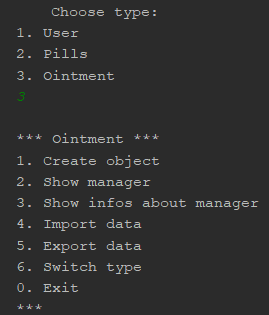 Choose type:
1. User
2. Pills
3. Ointment
3
*** Ointment ***
1. Create object
2. Show manager
3. Show infos about manager
4. Import data
5. Export data
6. Switch type
0. Exit
***